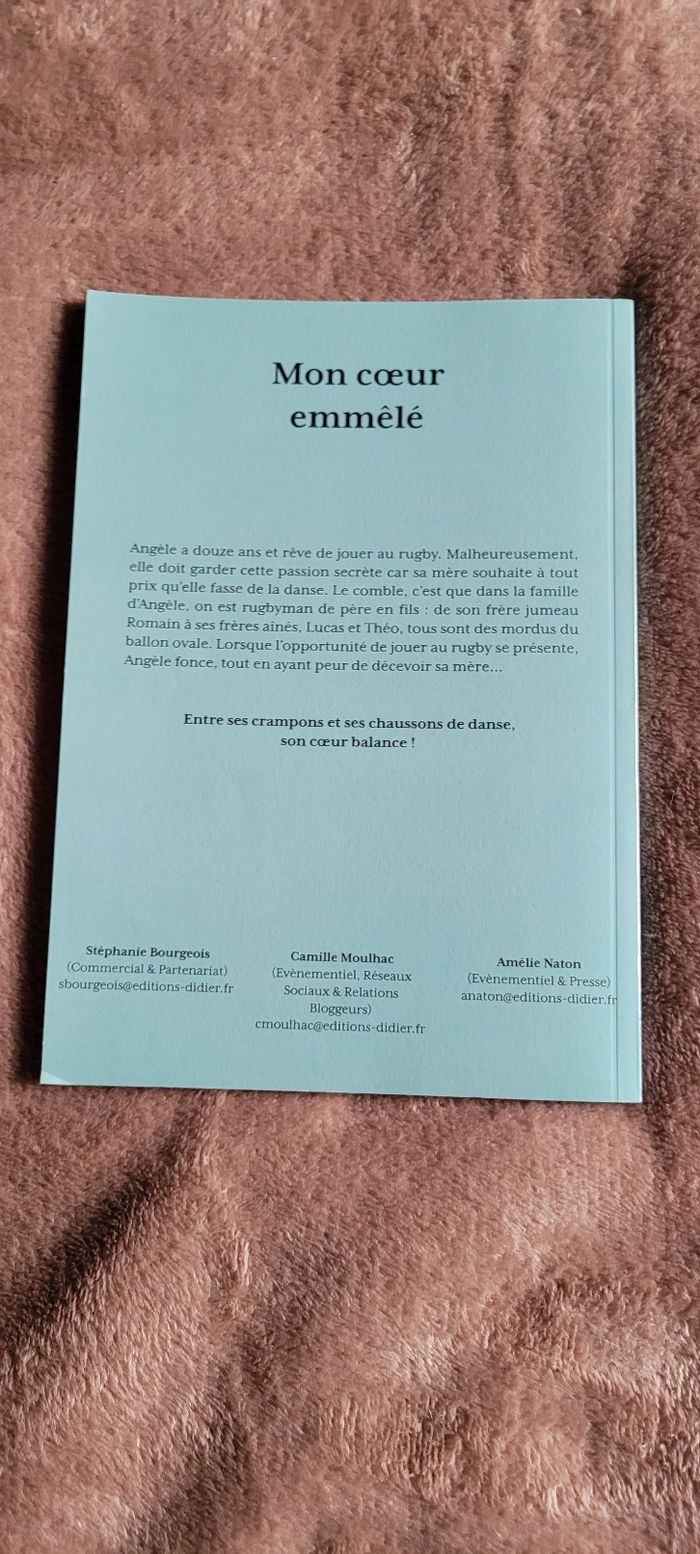 Mon cœur
emmêlé
Angèle a douze ans et rêve de jouer au rugby. Malheureusement,
elle doit garder cette passion secrète car sa mère souhaite à tout
prix qu'elle fasse de la danse. Le comble, c'est que dans la famille
d'Angèle, on est rugbyman de père en fils : de son frère jumeau
Romain à ses frères aînés, Lucas et Théo, tous sont des mordus du
ballon ovale. Lorsque l'opportunité de jouer au rugby se présente,
Angèle fonce, tout en ayant peur de décevoir sa mère...
Entre ses crampons et ses chaussons de danse,
son cœur balance !
Stéphanie Bourgeois
(Commercial & Partenariat)
sbourgeois@editions-didier.fr
Camille Moulhac
(Evènementiel, Réseaux
Sociaux & Relations
Bloggeurs)
cmoulhac@editions-didier.fr
Amélie Naton
(Evènementiel & Presse)
anaton@editions-didier.fr